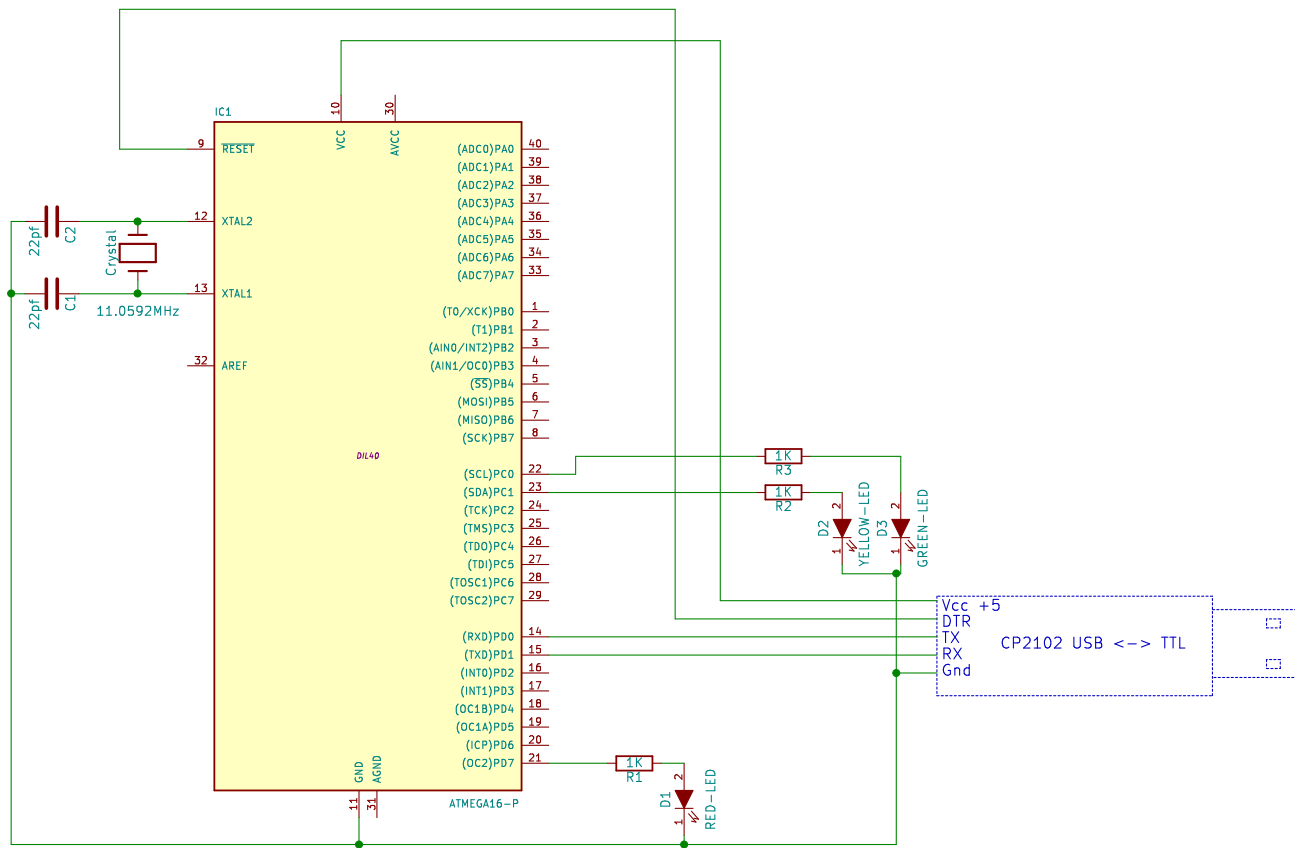 IC1
10
VCC
30
AVCC
9
RESET
12
XTAL2
13
XTAL1
32
AREF
22pf
C2
22pf
C1
Crystal
11.0592MHz
DIL40
(ADC0)PA0 40
(ADC1)PA1 39
(ADC2)PA2 38
(ADC3)PA3 37
(ADC4)PA4 36
(ADC5)PA5 35
(ADC6)PA6 34
(ADC7)PA7 33
(T0/XCK)PB0 1
(T1)PB1 2
(AIN0/INT2)PB2 3
(AIN1/OC0)PB3 4
(SS)PB4 5
(MOSI)PB5 6
(MISO)PB6 7
(SCK)PB7 8
(SCL)PC0 22
(SDA)PC1 23
(TCK)PC2 24
(TMS)PC3 25
(TDO)PC4 26
(TDI)PC5 27
(TOSC1)PC6 28
(TOSC2)PC7 29
(RXD)PD0 14
(TXD)PD1 15
(INT0)PD2 16
(INT1)PD3 17
(OC1B)PD4 18
(OC1A)PD5 19
(ICP)PD6 20
(OC2)PD7 21
GND
11
AGND
31
ATMEGA16-P
1K
R3
1K
R2
D2
2
1
YELLOW-LED
D3
2
1
GREEN-LED
1K
R1
D1
2
1
RED-LED
Vcc +5
DTR
TX
RX
Gnd
CP2102 USB <-> TTL